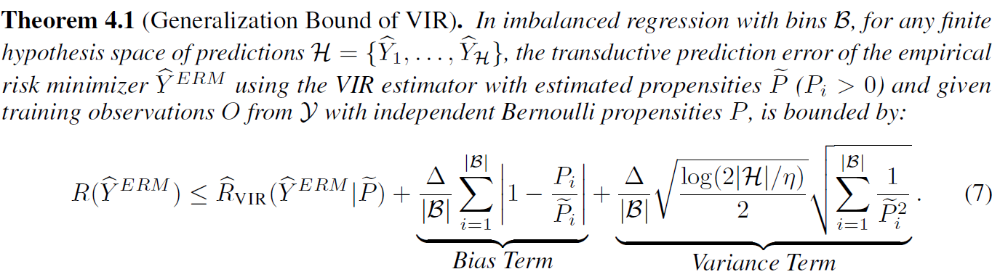 Theorem 4.1 (Generalization Bound of VIR). In imbalanced regression with bins $\mathcal{B}$, for any finite
hypothesis space of predictions $\mathcal{H} = \{\widehat{Y}_1, \ldots, \widehat{Y}_{\mathcal{H}}\}$, the transductive prediction error of the empirical
risk minimizer $\widehat{Y}^{ERM}$ using the VIR estimator with estimated propensities $\widetilde{P}$ ($P_i > 0$) and given
training observations $O$ from $\mathcal{Y}$ with independent Bernoulli propensities $P$, is bounded by:
$R(\widehat{Y}^{ERM}) \leq \widehat{R}_{\text{VIR}}(\widehat{Y}^{ERM}|\widetilde{P}) + \underbrace{\frac{\Delta}{|\mathcal{B}|} \sum_{i=1}^{|\mathcal{B}|} \left|1 - \frac{P_i}{\widetilde{P}_i}\right|}_{\textit{Bias Term}} + \underbrace{\frac{\Delta}{|\mathcal{B}|} \sqrt{\frac{\log(2|\mathcal{H}|/\eta)}{2}} \sqrt{\sum_{i=1}^{|\mathcal{B}|} \frac{1}{\widetilde{P}_i^2}}}_{\textit{Variance Term}}.$ (7)